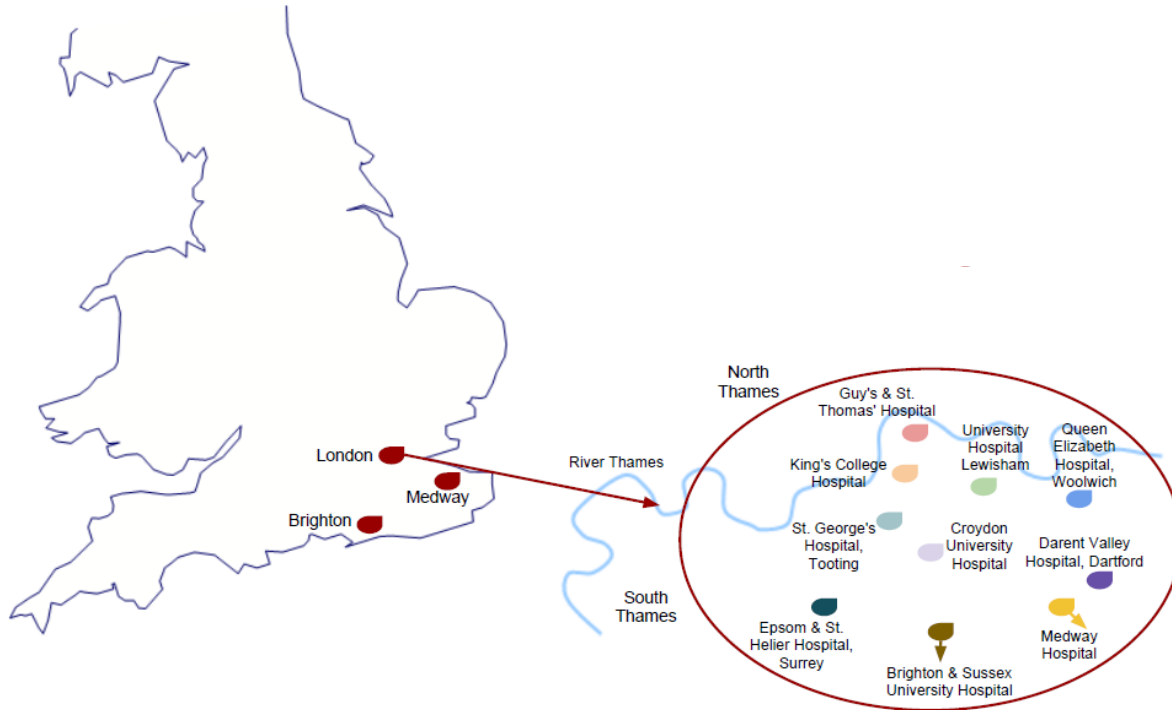 North
Thames
Guy's & St.
Thomas' Hospital
University
Hospital
Lewisham
Queen
Elizabeth
Hospital,
Woolwich
London
River Thames
King's College
Hospital
Medway
Brighton
St. George's
Hospital,
Tooting
Croydon
University
Hospital
Darent Valley
Hospital, Dartford
South
Thames
Epsom & St.
Helier Hospital,
Surrey
Medway
Hospital
Brighton & Sussex
University Hospital